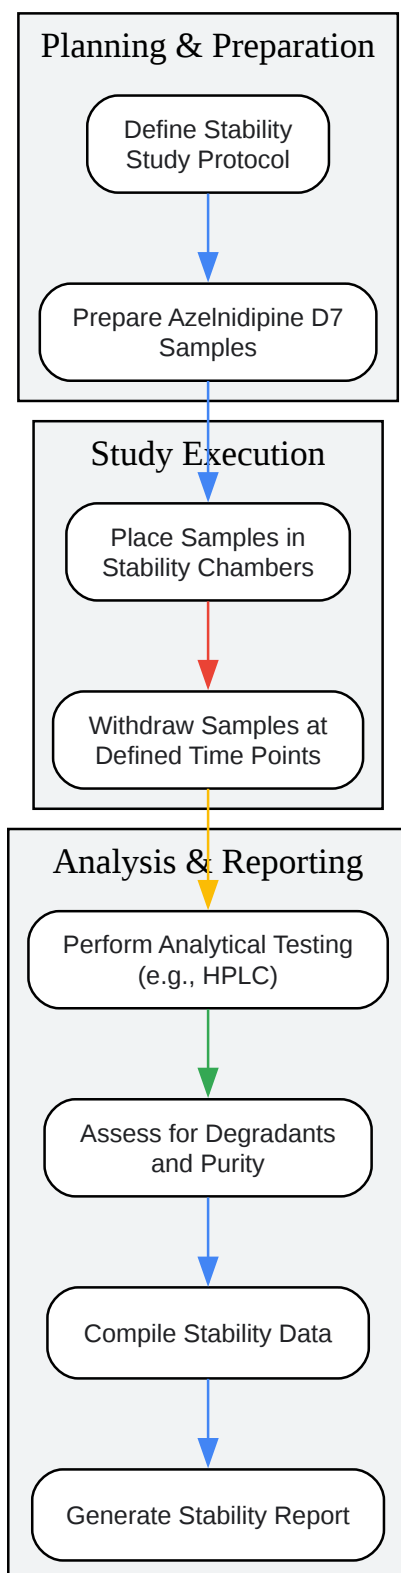 Planning & Preparation
Define Stability
Study Protocol
Prepare Azelnidipine D7
Samples
Study Execution
Place Samples in
Stability Chambers
Withdraw Samples at
Defined Time Points
Analysis & Reporting
Perform Analytical Testing
(e.g., HPLC)
Assess for Degradants
and Purity
Compile Stability Data
Generate Stability Report